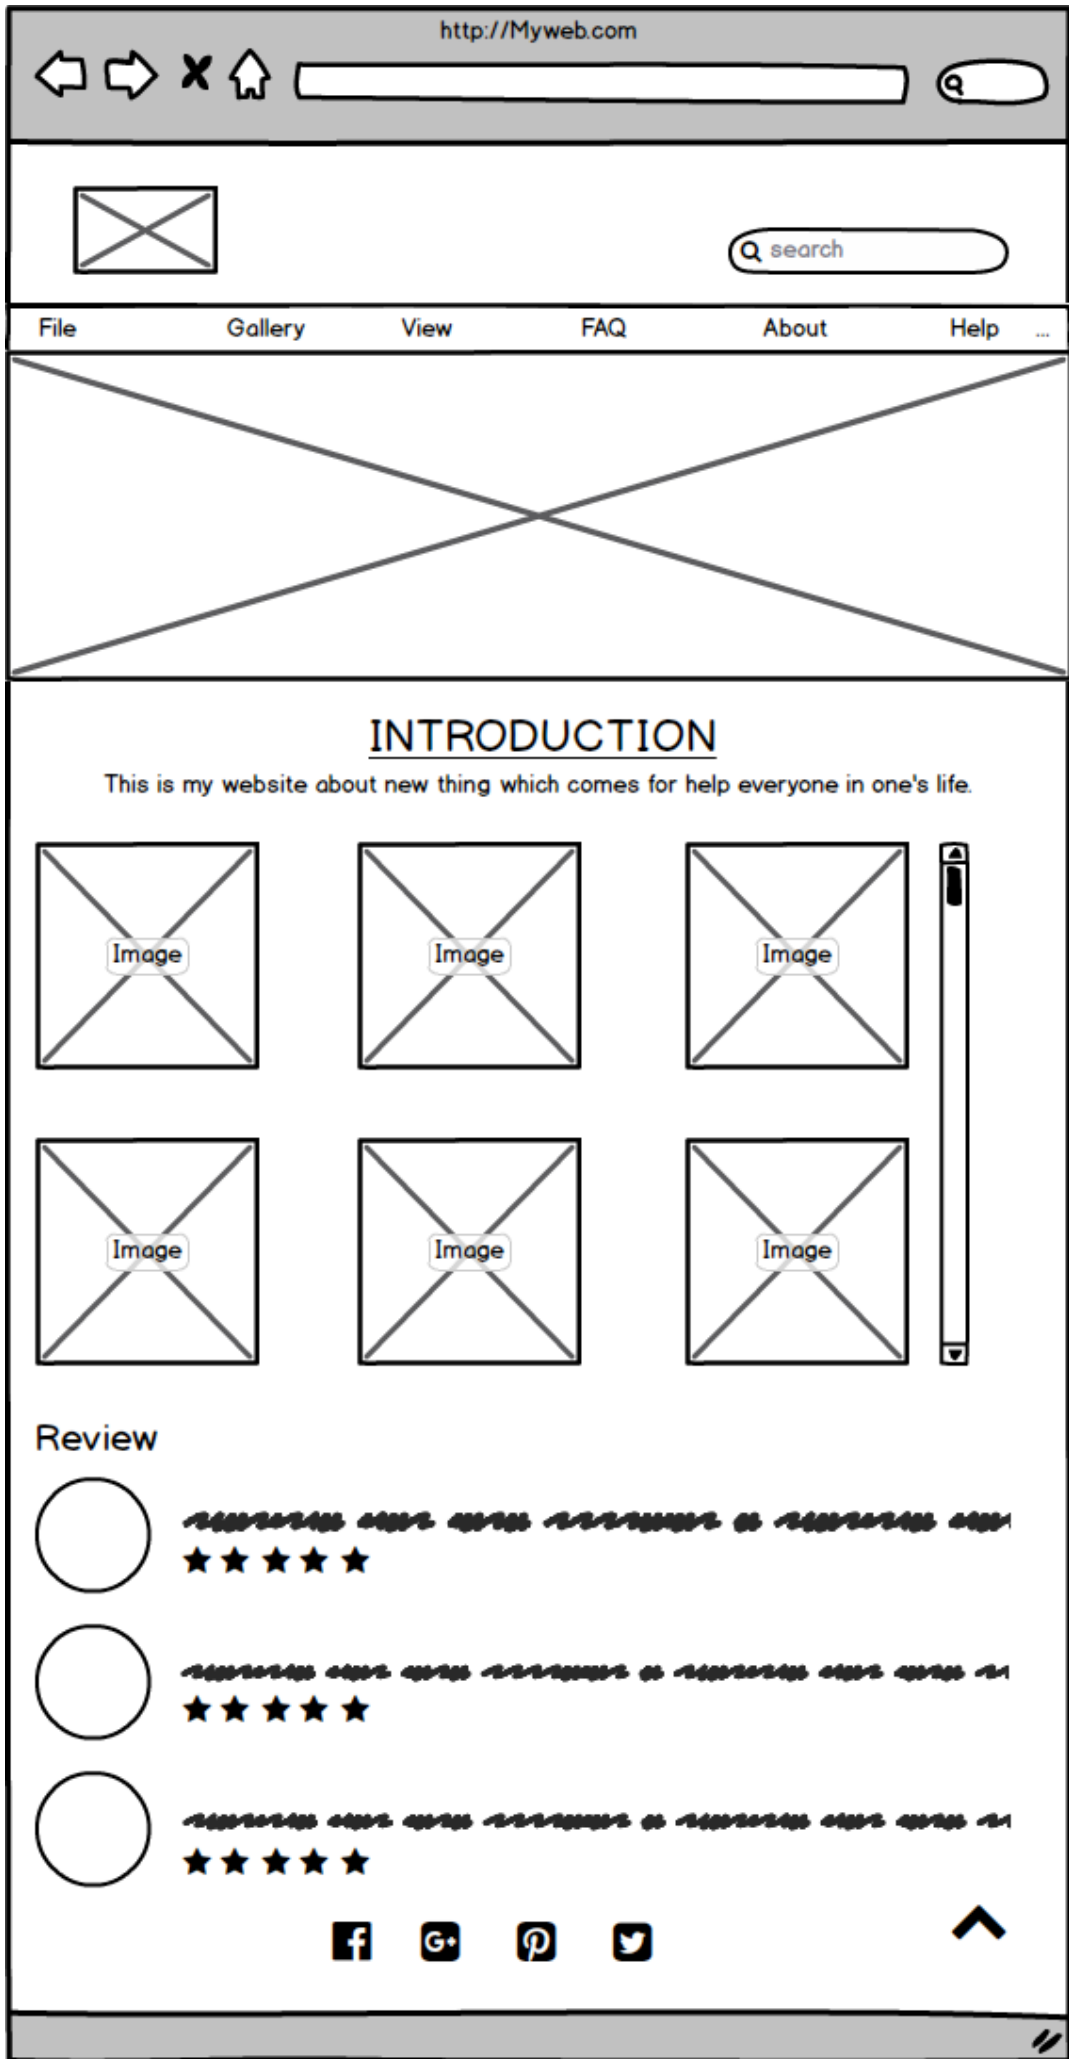 http://Myweb.com
search
File Gallery View FAQ About Help ...
INTRODUCTION
This is my website about new thing which comes for help everyone in one's life.
Image Image Image
Image Image Image
Review